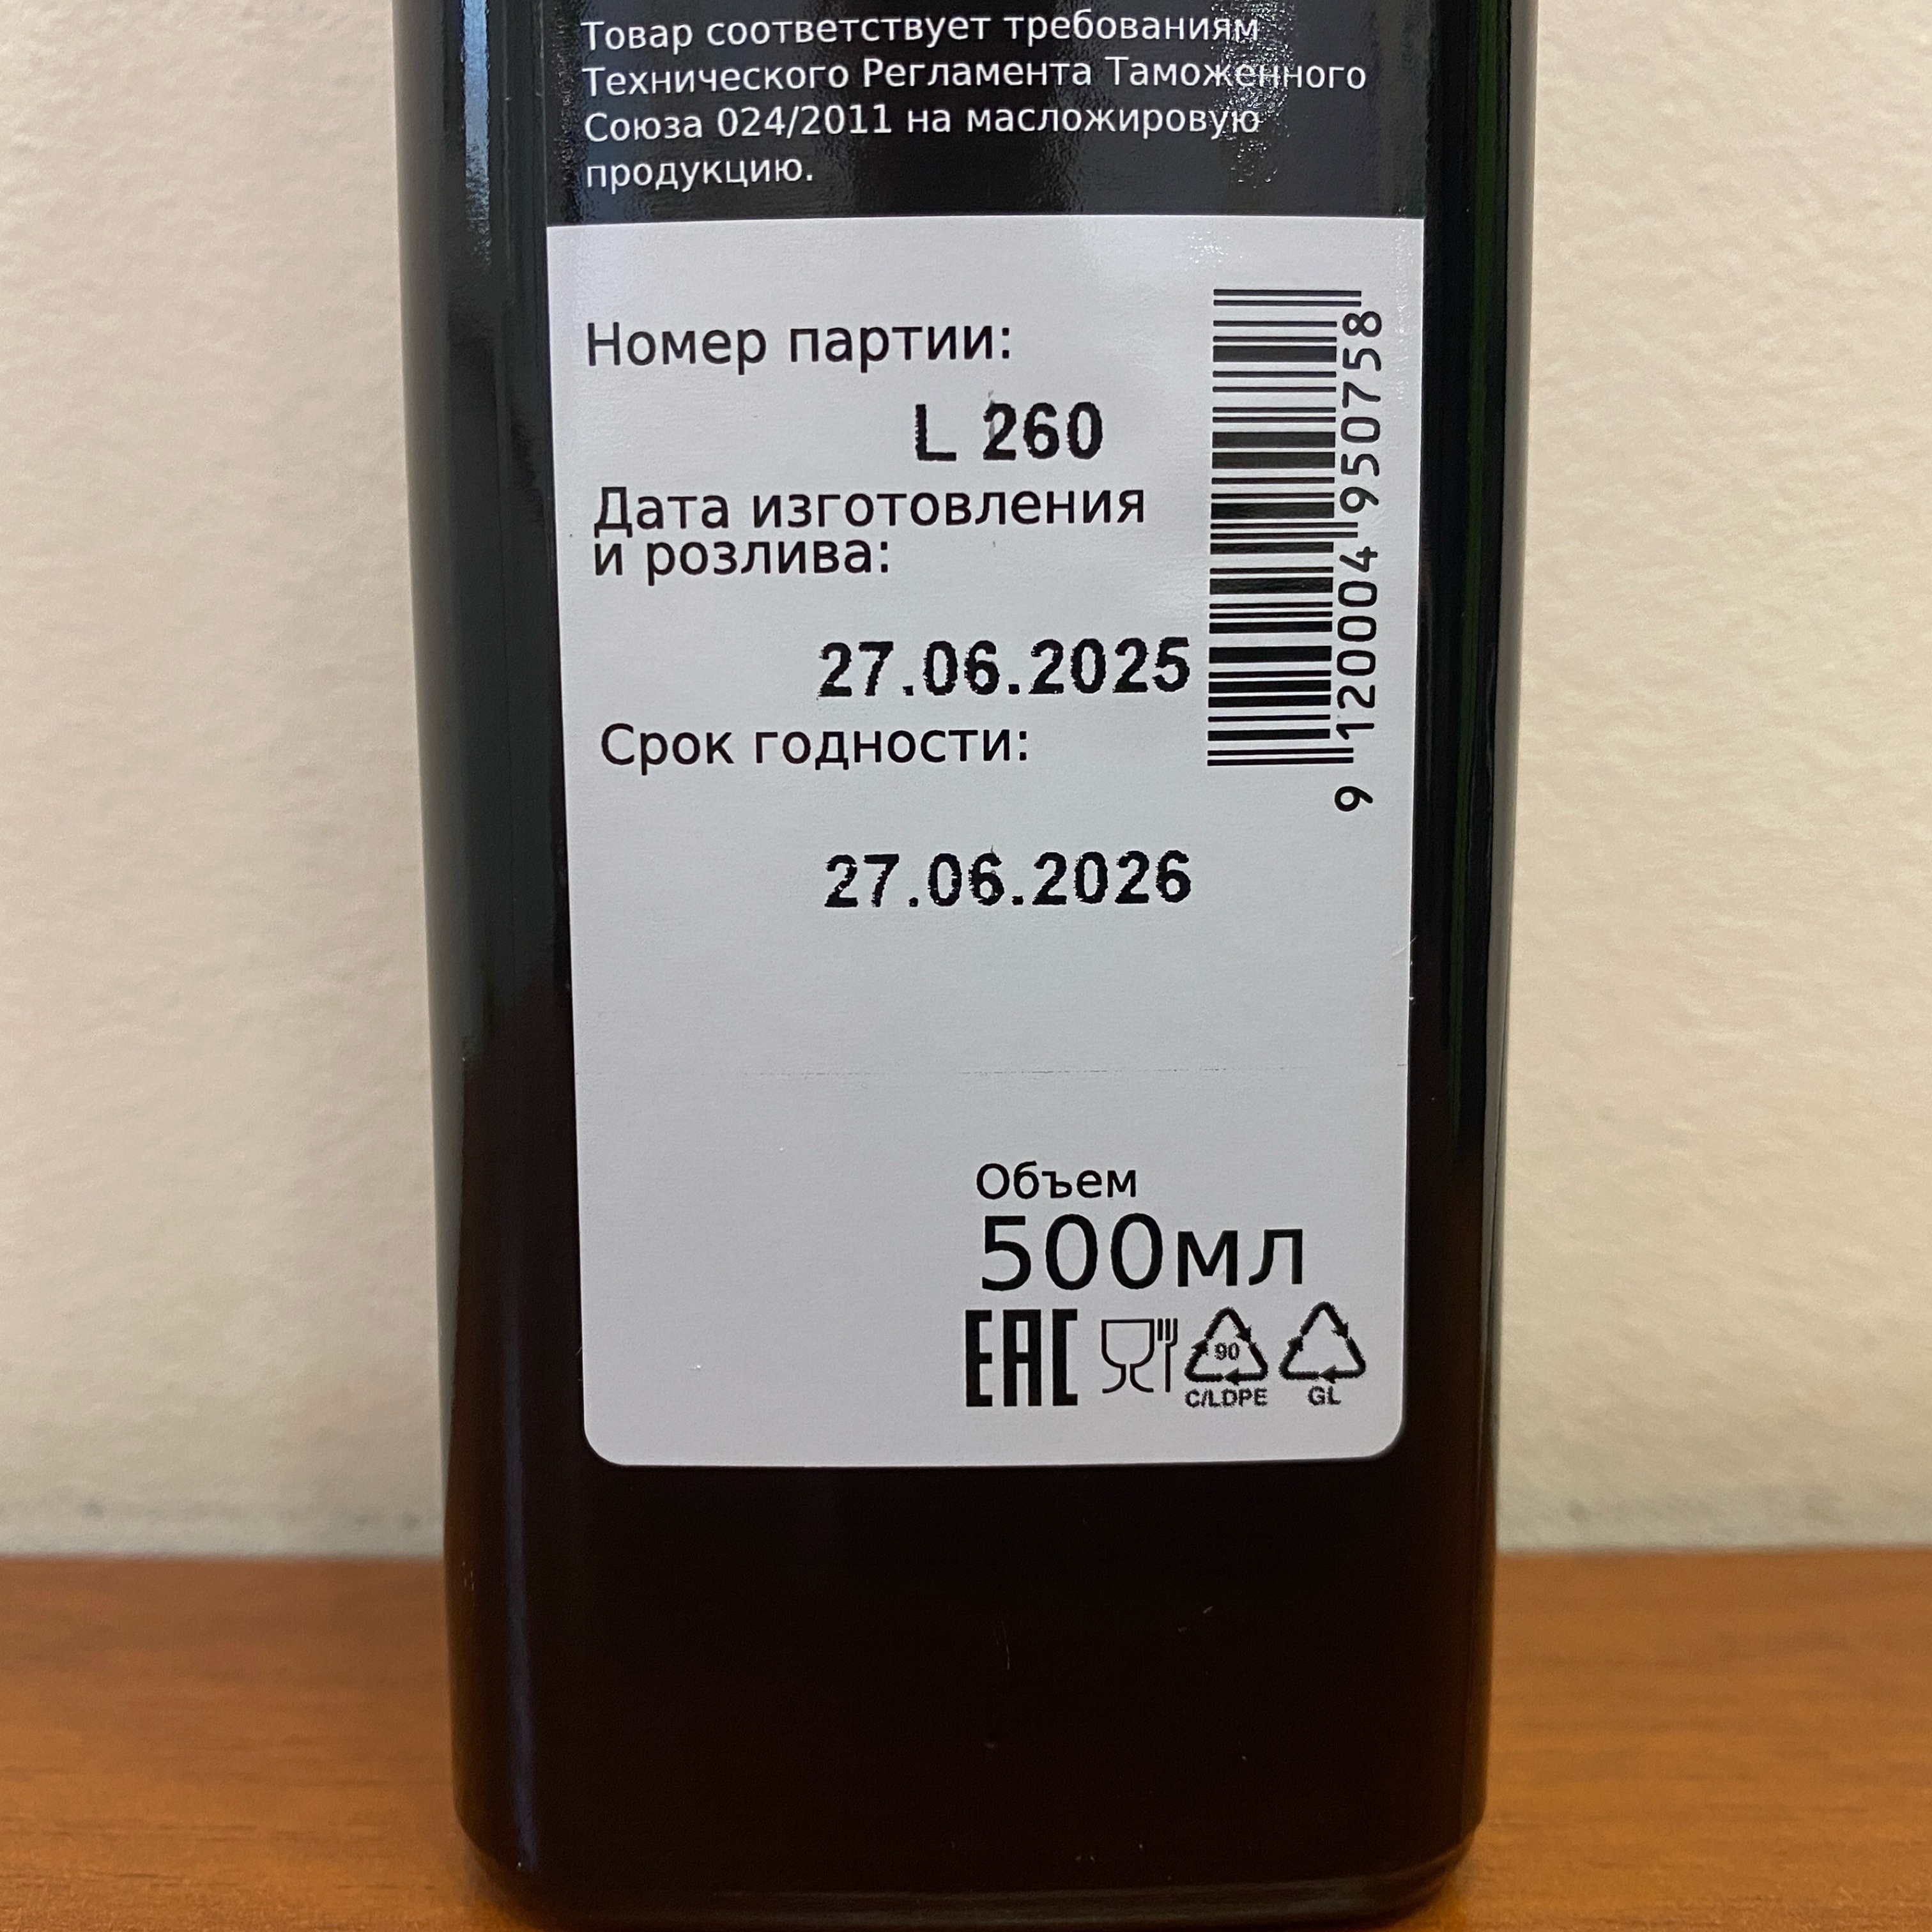 Товар соответствует требованиям
Технического Регламента Таможенного
Союза 024/2011 на масложировую
продукцию.
Номер партии:
L 260
Дата изготовления
и розлива:
27.06.2025
Срок годности:
27.06.2026
9 120004 950758
Объем
500мл
EAC
90
C/LDPE
GL